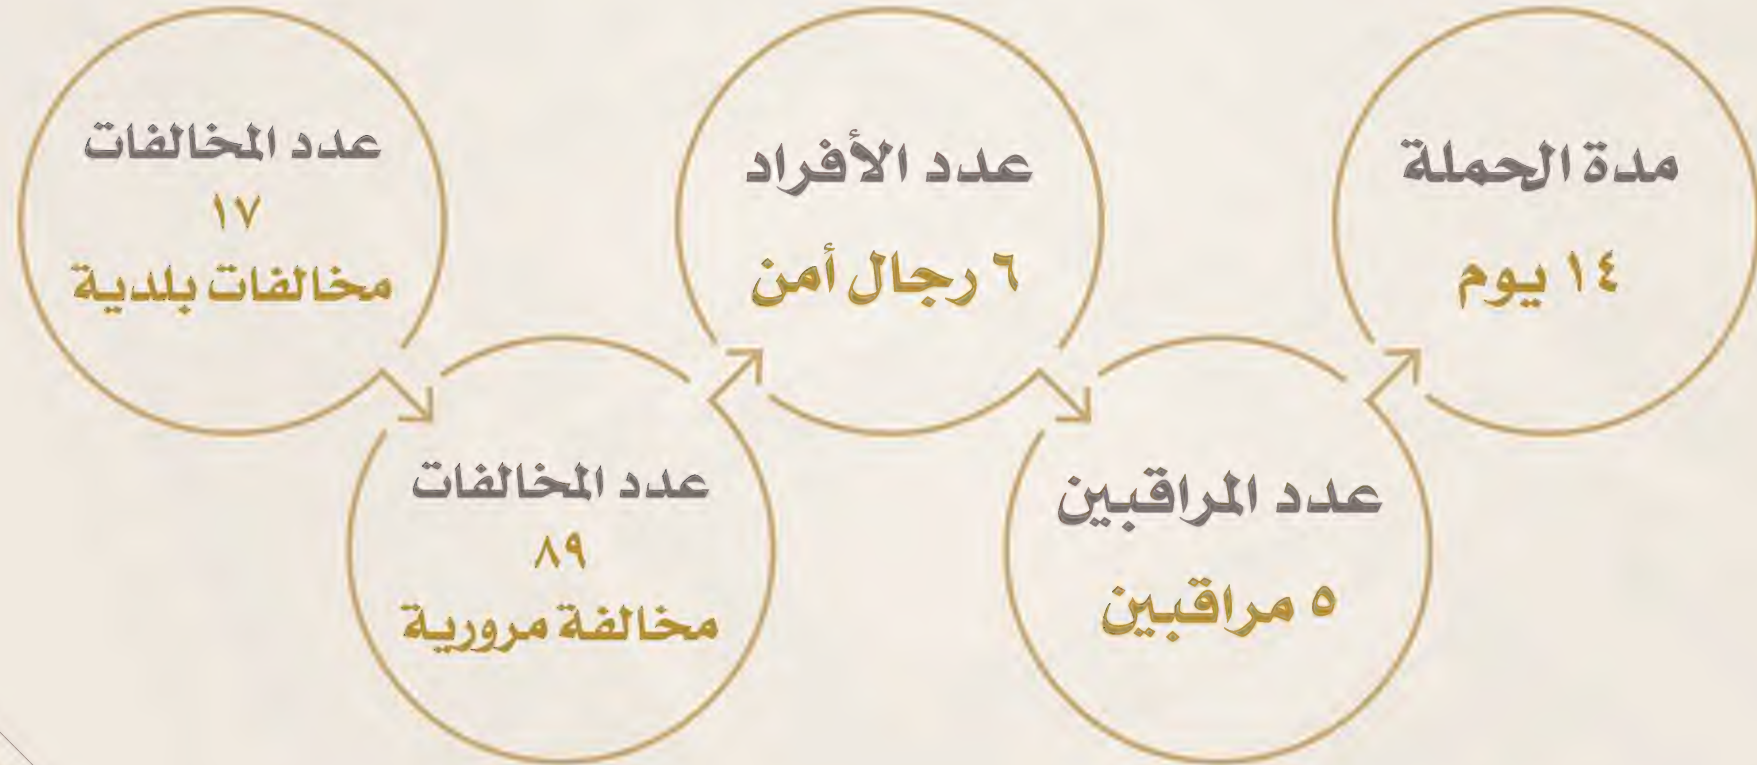 مدة الحملة
١٤ يوم
عدد المراقبين
٥ مراقبين
عدد الأفراد
٦ رجال أمن
عدد المخالفات
٨٩
مخالفة مرورية
عدد المخالفات
١٧
مخالفات بلدية